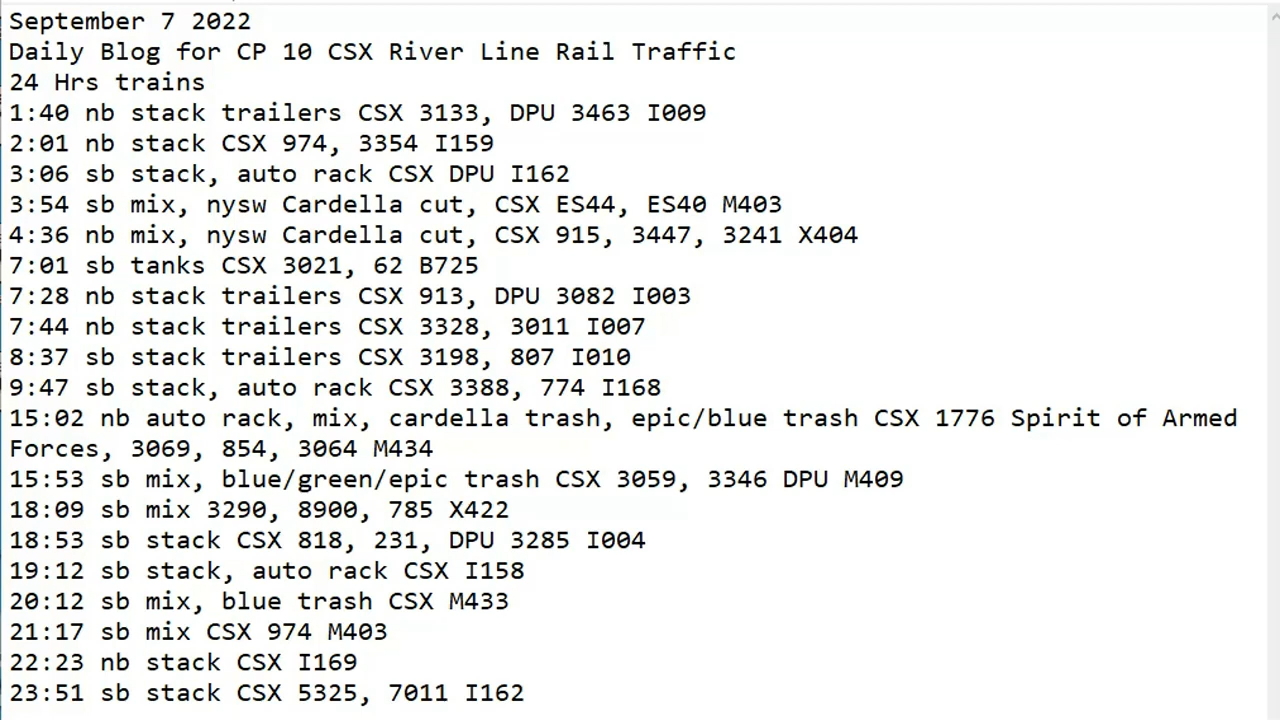 September 7 2022
Daily Blog for CP 10 CSX River Line Rail Traffic
24 Hrs trains
1:40 nb stack trailers CSX 3133, DPU 3463 I009
2:01 nb stack CSX 974, 3354 I159
3:06 sb stack, auto rack CSX DPU I162
3:54 sb mix, nysw Cardella cut, CSX ES44, ES40 M403
4:36 nb mix, nysw Cardella cut, CSX 915, 3447, 3241 X404
7:01 sb tanks CSX 3021, 62 B725
7:28 nb stack trailers CSX 913, DPU 3082 I003
7:44 nb stack trailers CSX 3328, 3011 I007
8:37 sb stack trailers CSX 3198, 807 I010
9:47 sb stack, auto rack CSX 3388, 774 I168
15:02 nb auto rack, mix, cardella trash, epic/blue trash CSX 1776 Spirit of Armed
Forces, 3069, 854, 3064 M434
15:53 sb mix, blue/green/epic trash CSX 3059, 3346 DPU M409
18:09 sb mix 3290, 8900, 785 X422
18:53 sb stack CSX 818, 231, DPU 3285 I004
19:12 sb stack, auto rack CSX I158
20:12 sb mix, blue trash CSX M433
21:17 sb mix CSX 974 M403
22:23 nb stack CSX I169
23:51 sb stack CSX 5325, 7011 I162